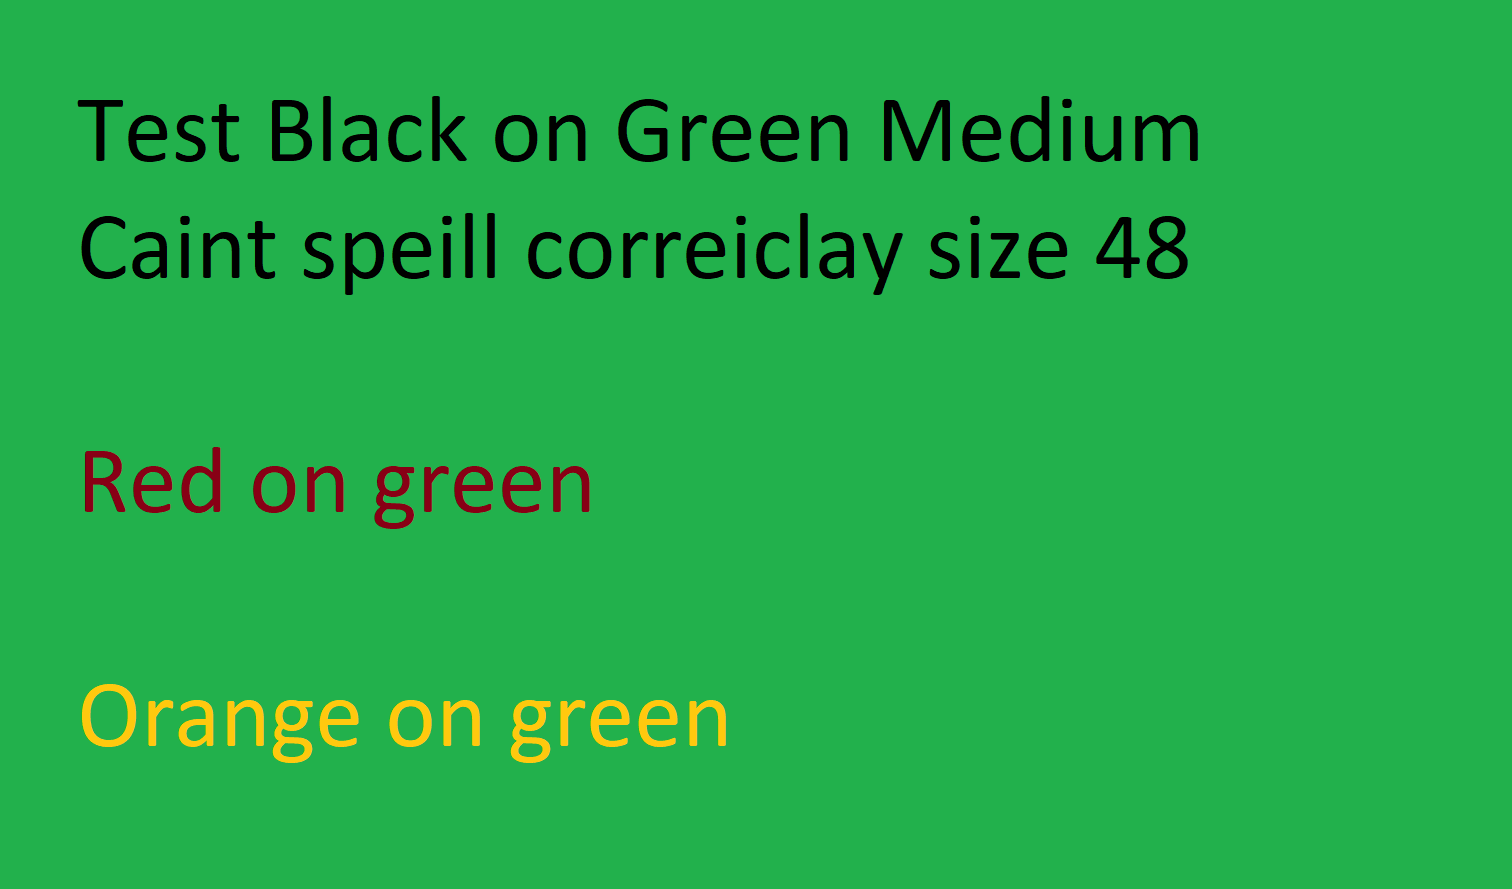 Test Black on Green Medium
Caint speill correiclay size 48
Red on green
Orange on green